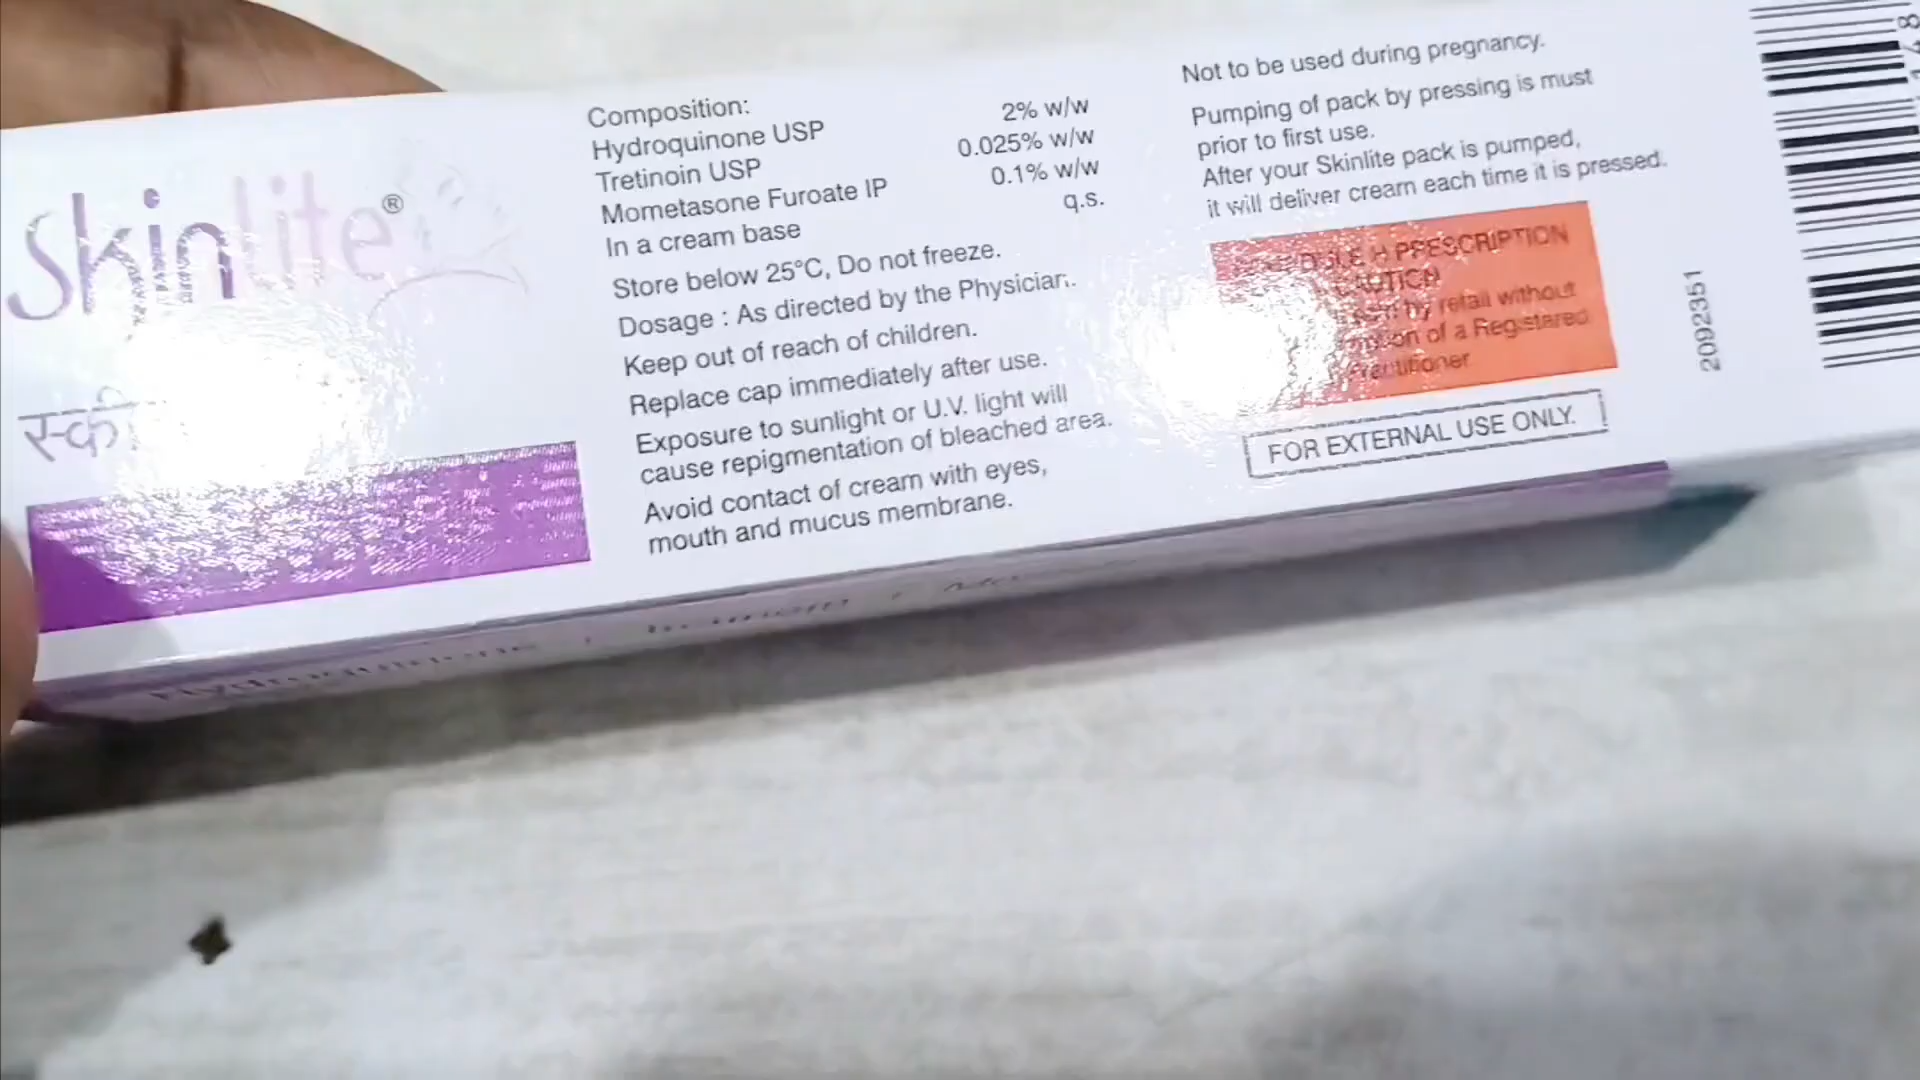 Skinlite®
Composition:
Hydroquinone USP 2% w/w
Tretinoin USP 0.025% w/w
Mometasone Furoate IP 0.1% w/w
In a cream base q.s.
Store below 25°C, Do not freeze.
Dosage : As directed by the Physician.
Keep out of reach of children.
Replace cap immediately after use.
Exposure to sunlight or U.V. light will
cause repigmentation of bleached area.
Avoid contact of cream with eyes,
mouth and mucus membrane.
Not to be used during pregnancy.
Pumping of pack by pressing is must
prior to first use.
After your Skinlite pack is pumped,
it will deliver cream each time it is pressed.
H PRESCRIPTION
CAUTION
by retail without
of a Registered
Practitioner
FOR EXTERNAL USE ONLY.
2092351
Hydroquinone